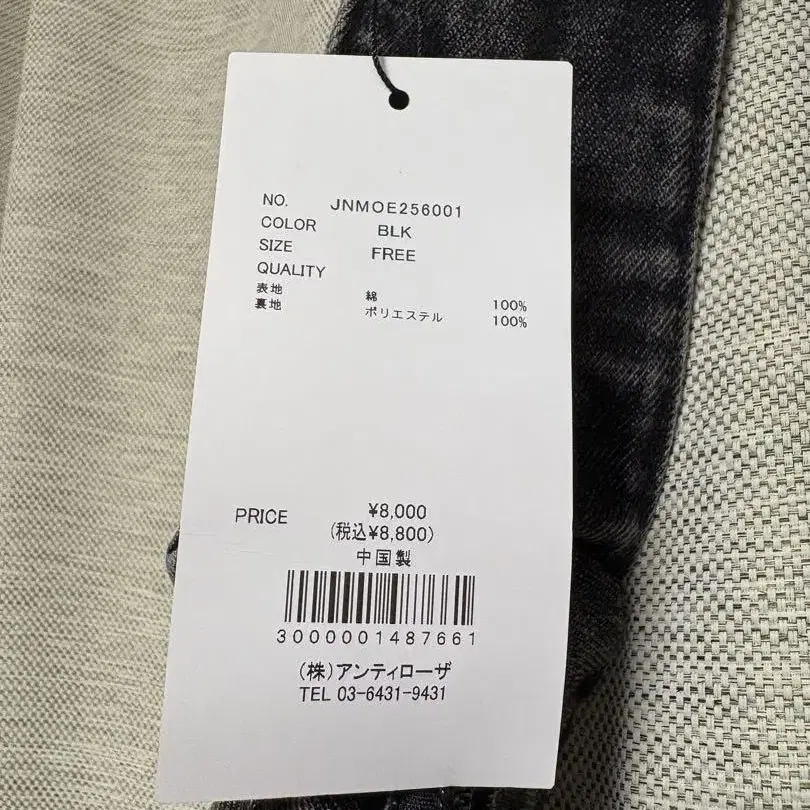 NO. JNMOE256001
COLOR BLK
SIZE FREE
QUALITY
表地 綿 100%
裏地 ポリエステル 100%
PRICE ¥8,000
(税込¥8,800)
中国製
3000001487661
(株)アンティローザ
TEL 03-6431-9431